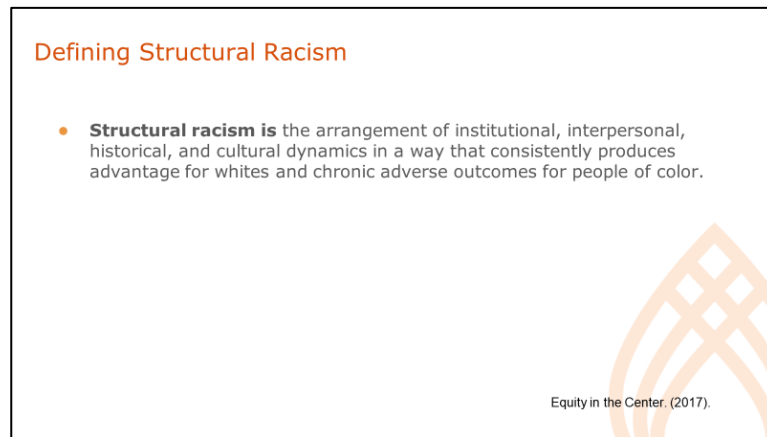 Defining Structural Racism
● Structural racism is the arrangement of institutional, interpersonal,
historical, and cultural dynamics in a way that consistently produces
advantage for whites and chronic adverse outcomes for people of color.
Equity in the Center. (2017).